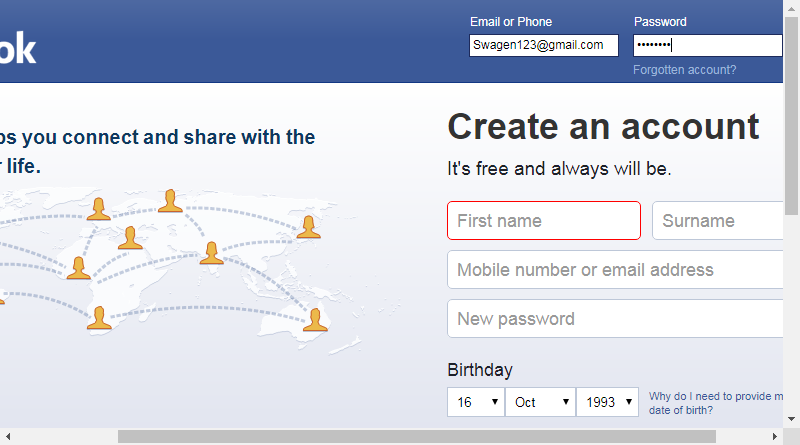 Email or Phone
Password
ok
Swagen123@gmail.com
••••••••
Forgotten account?
Create an account
ps you connect and share with the
r life.
It's free and always will be.
First name
Surname
Mobile number or email address
New password
Birthday
16
Oct
1993
Why do I need to provide m
date of birth?